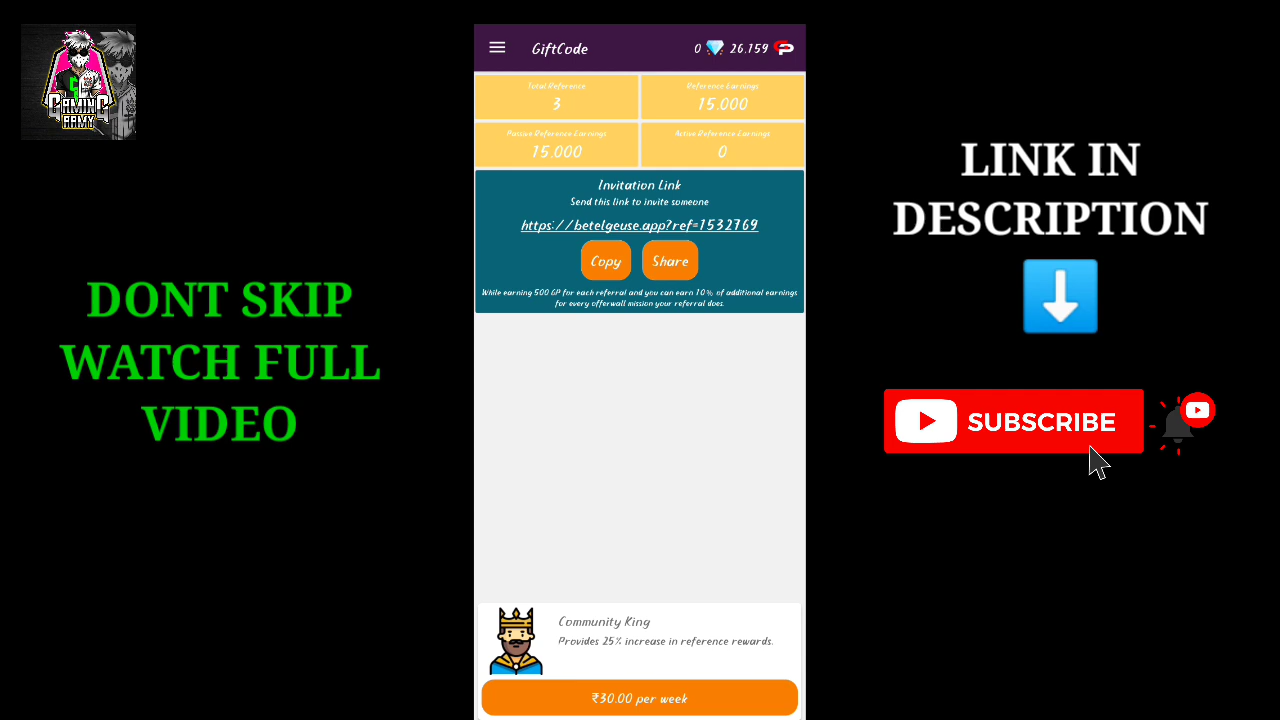 GAMING
ARMY
DONT SKIP
WATCH FULL
VIDEO
GiftCode
0
26.159
Total Reference
3
Reference Earnings
15.000
Passive Reference Earnings
15.000
Active Reference Earnings
0
Invitation Link
Send this link to invite someone
https://betelgeuse.app?ref=1532769
Copy
Share
While earning 500 GP for each referral and you can earn 10% of additional earnings
for every offerwall mission your referral does.
Community King
Provides 25% increase in reference rewards.
₹30.00 per week
LINK IN
DESCRIPTION
SUBSCRIBE